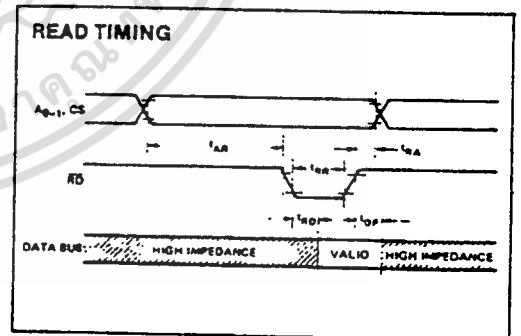 READ TIMING
A₀₋₁, CS
tAR
tRR
tRA
RD
tRD
tDF
DATA BUS
HIGH IMPEDANCE
VALID
HIGH IMPEDANCE